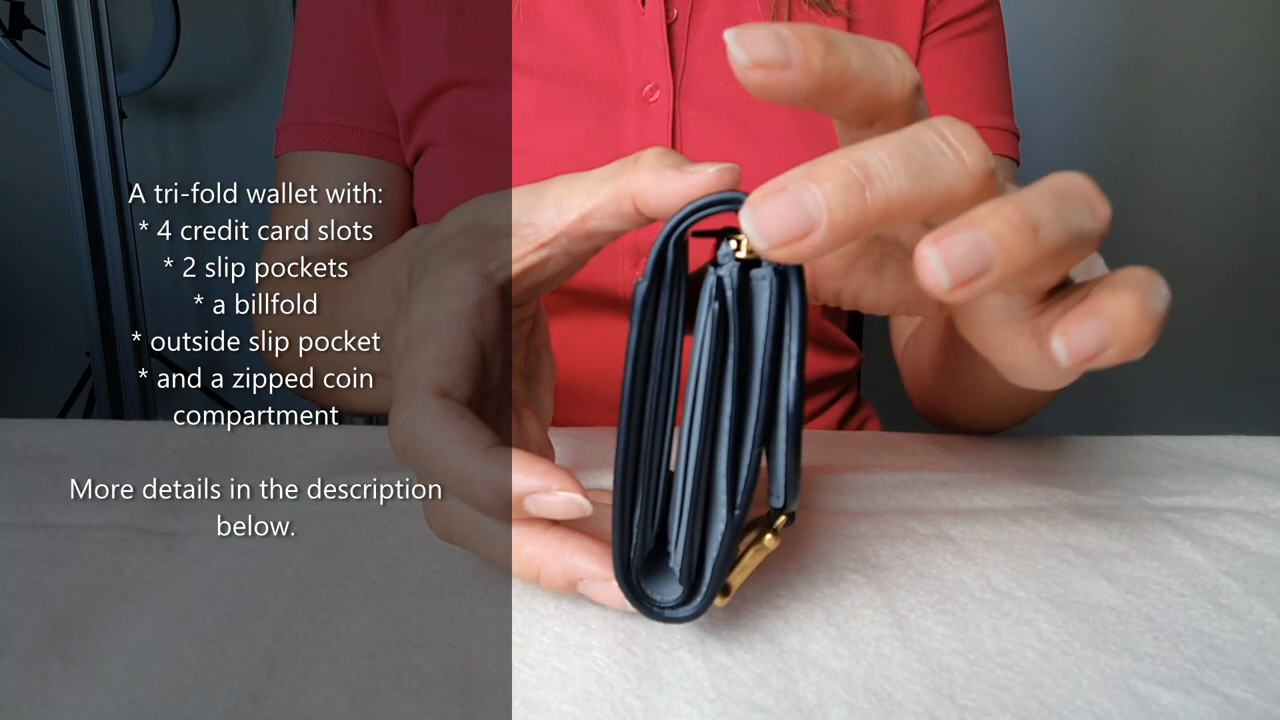 A tri-fold wallet with:
* 4 credit card slots
* 2 slip pockets
* a billfold
* outside slip pocket
* and a zipped coin
compartment
More details in the description
below.